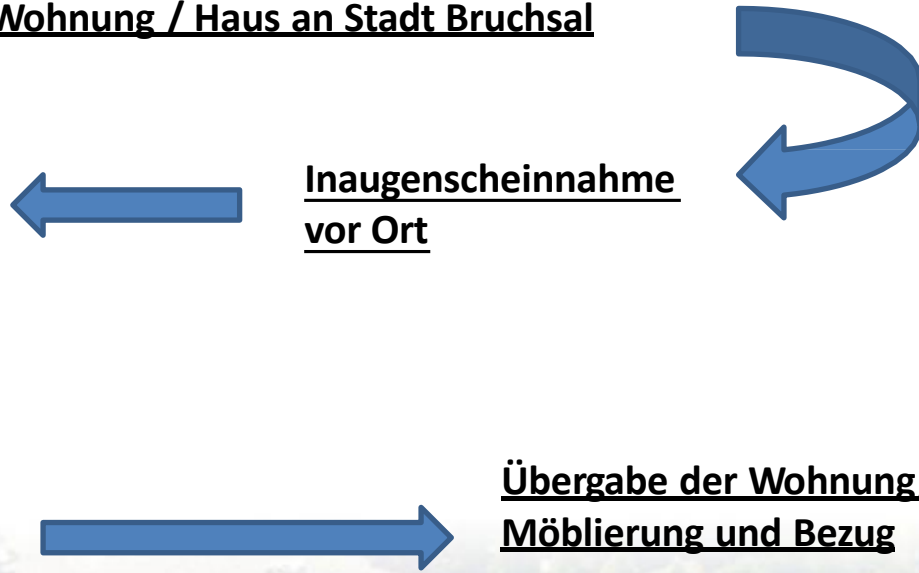 Wohnung / Haus an Stadt Bruchsal
Inaugenscheinnahme
vor Ort
Übergabe der Wohnung
Möblierung und Bezug